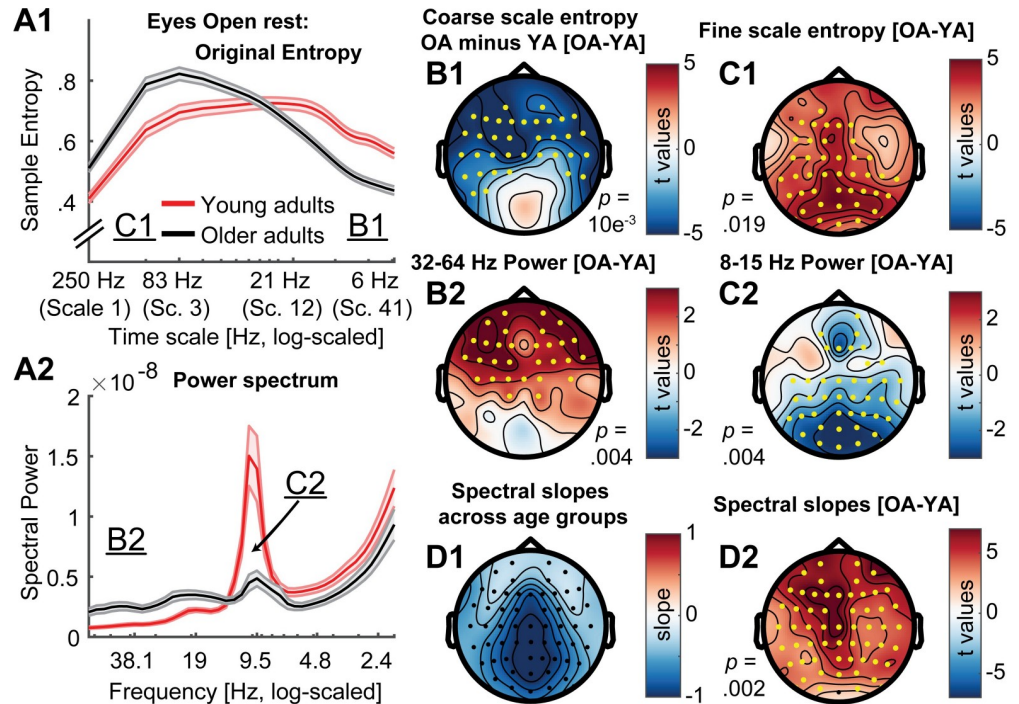 A1
Eyes Open rest:
Original Entropy
Sample Entropy
.8
.6
.4
Young adults
Older adults
C1
B1
250 Hz
(Scale 1)
83 Hz
(Sc. 3)
21 Hz
(Sc. 12)
6 Hz
(Sc. 41)
Time scale [Hz, log-scaled]
Coarse scale entropy
OA minus YA [OA-YA]
B1
p =
10e⁻³
5
0
-5
t values
Fine scale entropy [OA-YA]
C1
p =
.019
5
0
-5
t values
32-64 Hz Power [OA-YA]
B2
p =
.004
2
0
-2
t values
8-15 Hz Power [OA-YA]
C2
p =
.004
2
0
-2
t values
A2
×10⁻⁸
Power spectrum
Spectral Power
2
1.5
1
0.5
0
B2
C2
38.1
19
9.5
4.8
2.4
Frequency [Hz, log-scaled]
Spectral slopes
across age groups
D1
1
0
-1
slope
Spectral slopes [OA-YA]
D2
p =
.002
5
0
-5
t values